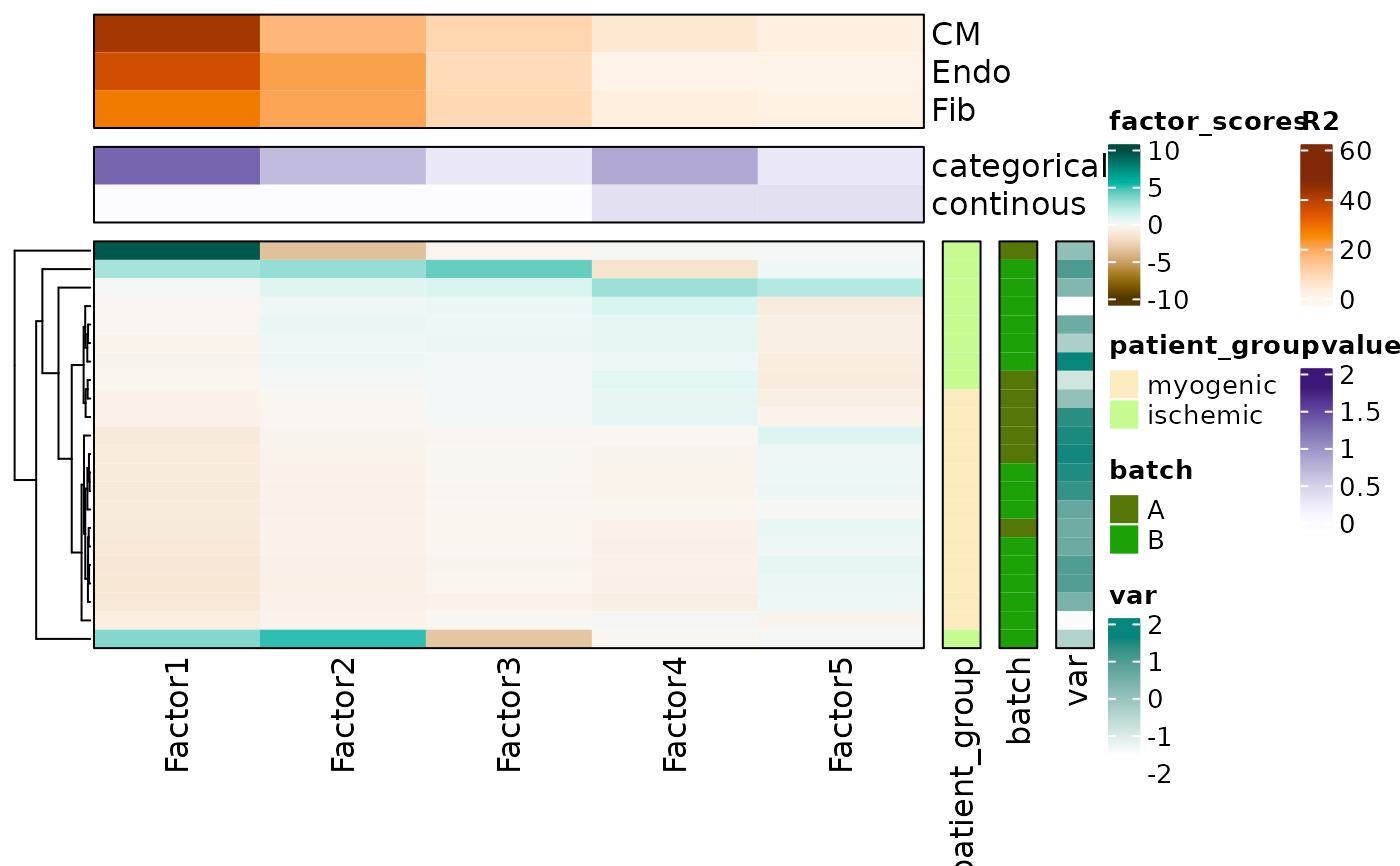 CM
Endo
Fib
categorical
continous
factor_scores
10
5
0
-5
-10
R2
60
40
20
0
patient_group
myogenic
ischemic
pvalue
2
1.5
1
0.5
0
batch
A
B
var
2
1
0
-1
-2
Factor1
Factor2
Factor3
Factor4
Factor5
patient_group
batch
var